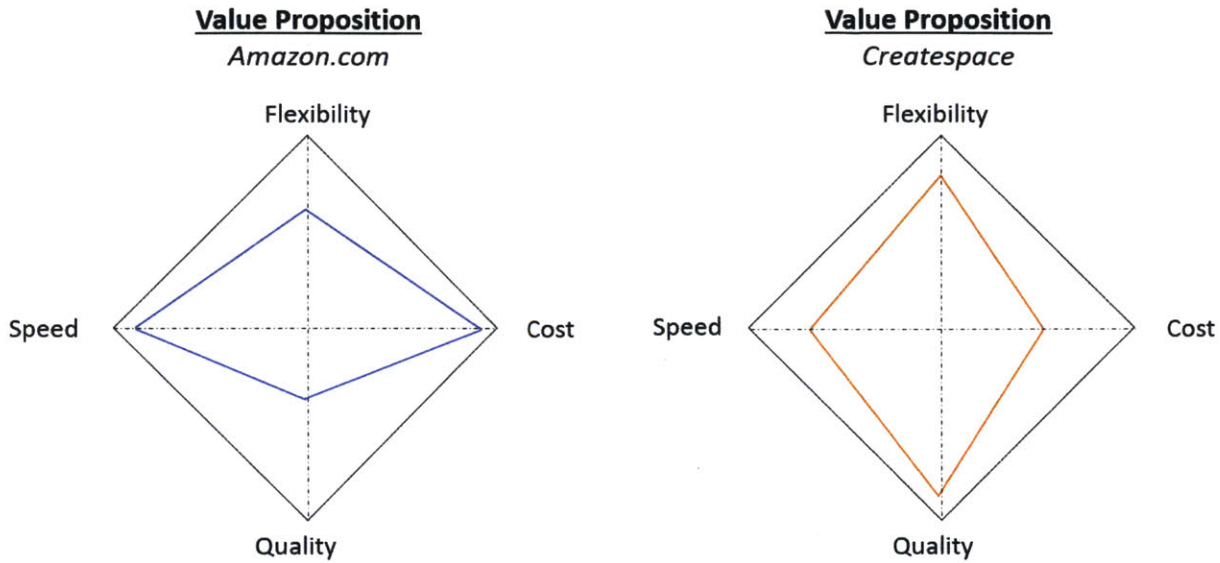 Value Proposition
Amazon.com
Flexibility
Speed
Cost
Quality
Value Proposition
Createspace
Flexibility
Speed
Cost
Quality